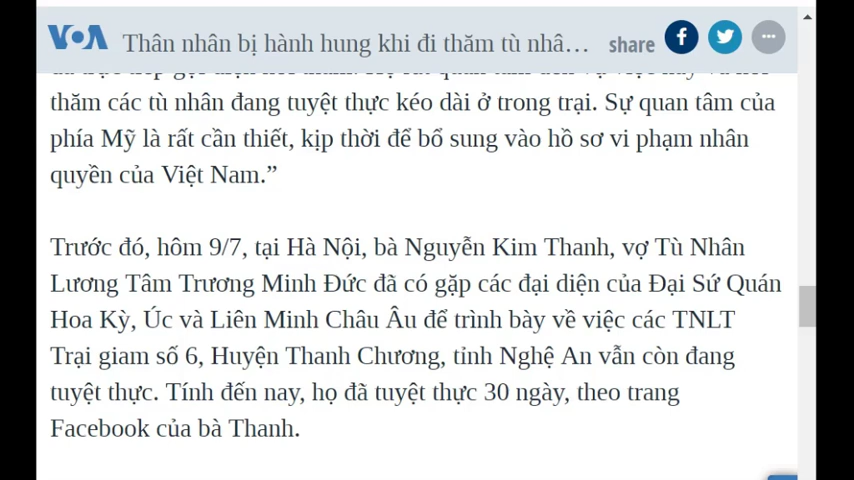 VOA
Thân nhân bị hành hung khi đi thăm tù nhâ...
share
thăm các tù nhân đang tuyệt thực kéo dài ở trong trại. Sự quan tâm của
phía Mỹ là rất cần thiết, kịp thời để bổ sung vào hồ sơ vi phạm nhân
quyền của Việt Nam.”
Trước đó, hôm 9/7, tại Hà Nội, bà Nguyễn Kim Thanh, vợ Tù Nhân
Lương Tâm Trương Minh Đức đã có gặp các đại diện của Đại Sứ Quán
Hoa Kỳ, Úc và Liên Minh Châu Âu để trình bày về việc các TNLT
Trại giam số 6, Huyện Thanh Chương, tỉnh Nghệ An vẫn còn đang
tuyệt thực. Tính đến nay, họ đã tuyệt thực 30 ngày, theo trang
Facebook của bà Thanh.